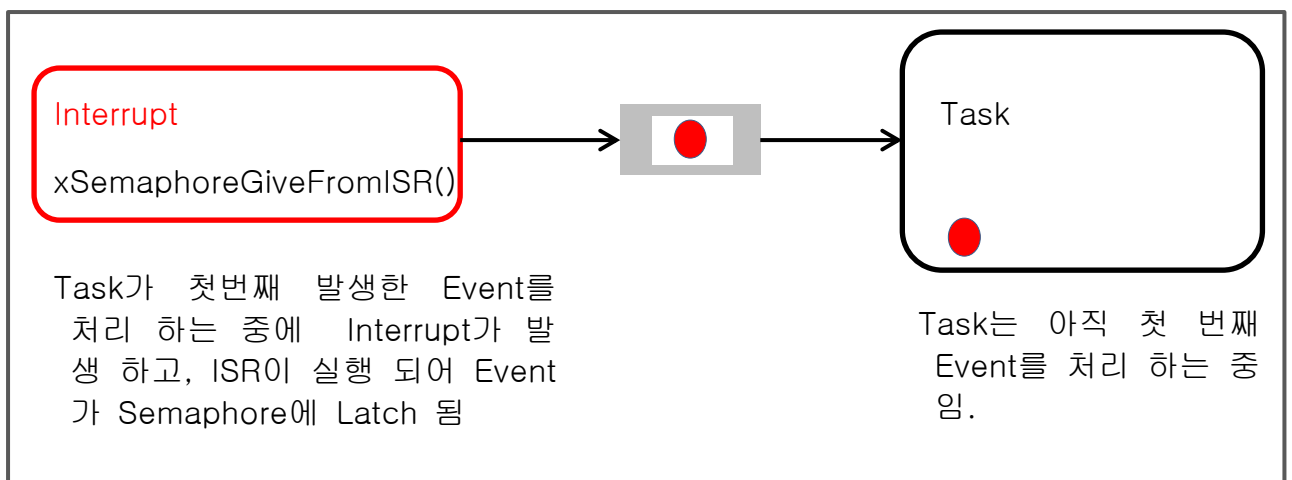 Interrupt
xSemaphoreGiveFromISR()
Task
Task가 첫번째 발생한 Event를
처리 하는 중에 Interrupt가 발
생 하고, ISR이 실행 되어 Event
가 Semaphore에 Latch 됨
Task는 아직 첫 번째
Event를 처리 하는 중
임.